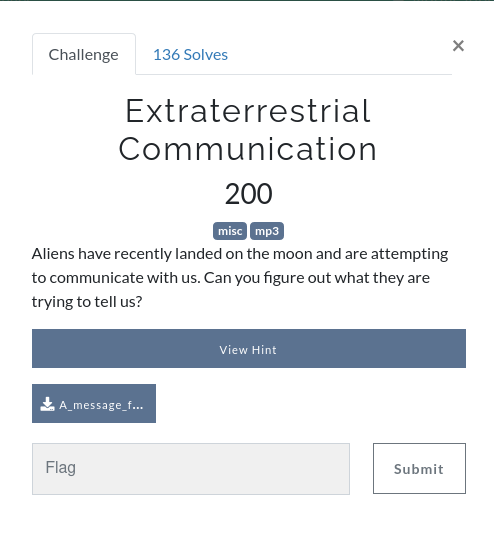 Challenge
136 Solves
×
Extraterrestrial
Communication
200
misc mp3
Aliens have recently landed on the moon and are attempting
to communicate with us. Can you figure out what they are
trying to tell us?
View Hint
A_message_f...
Flag
Submit